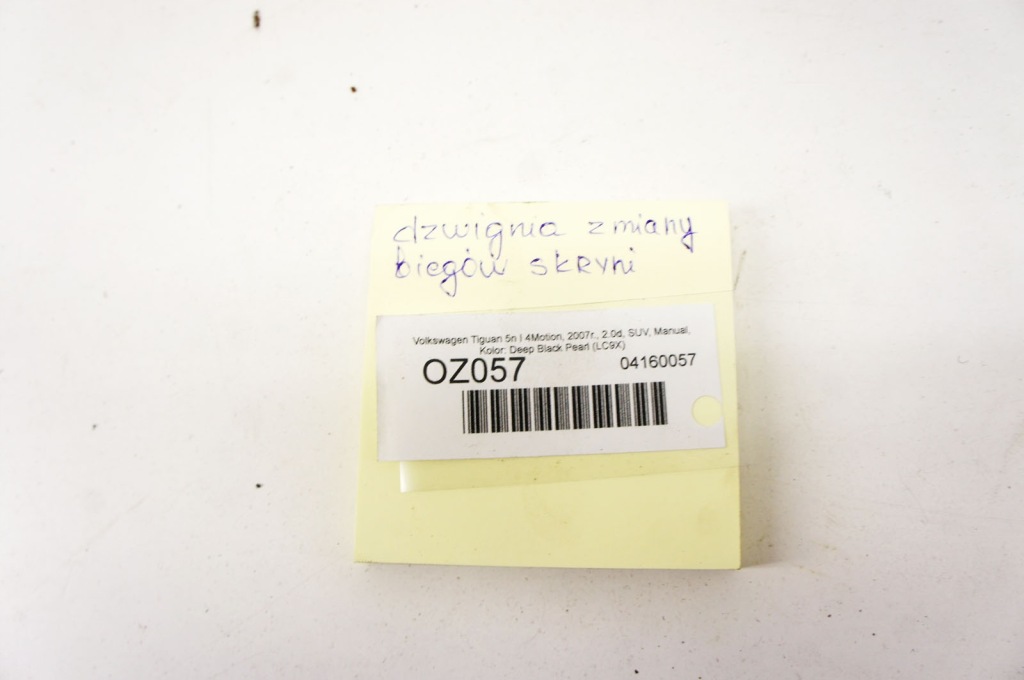 dzwignia zmiany
biegów skryni
Volkswagen Tiguan 5n I 4Motion, 2007r., 2.0d, SUV, Manual,
Kolor: Deep Black Pearl (LC9X)
OZ057 04160057